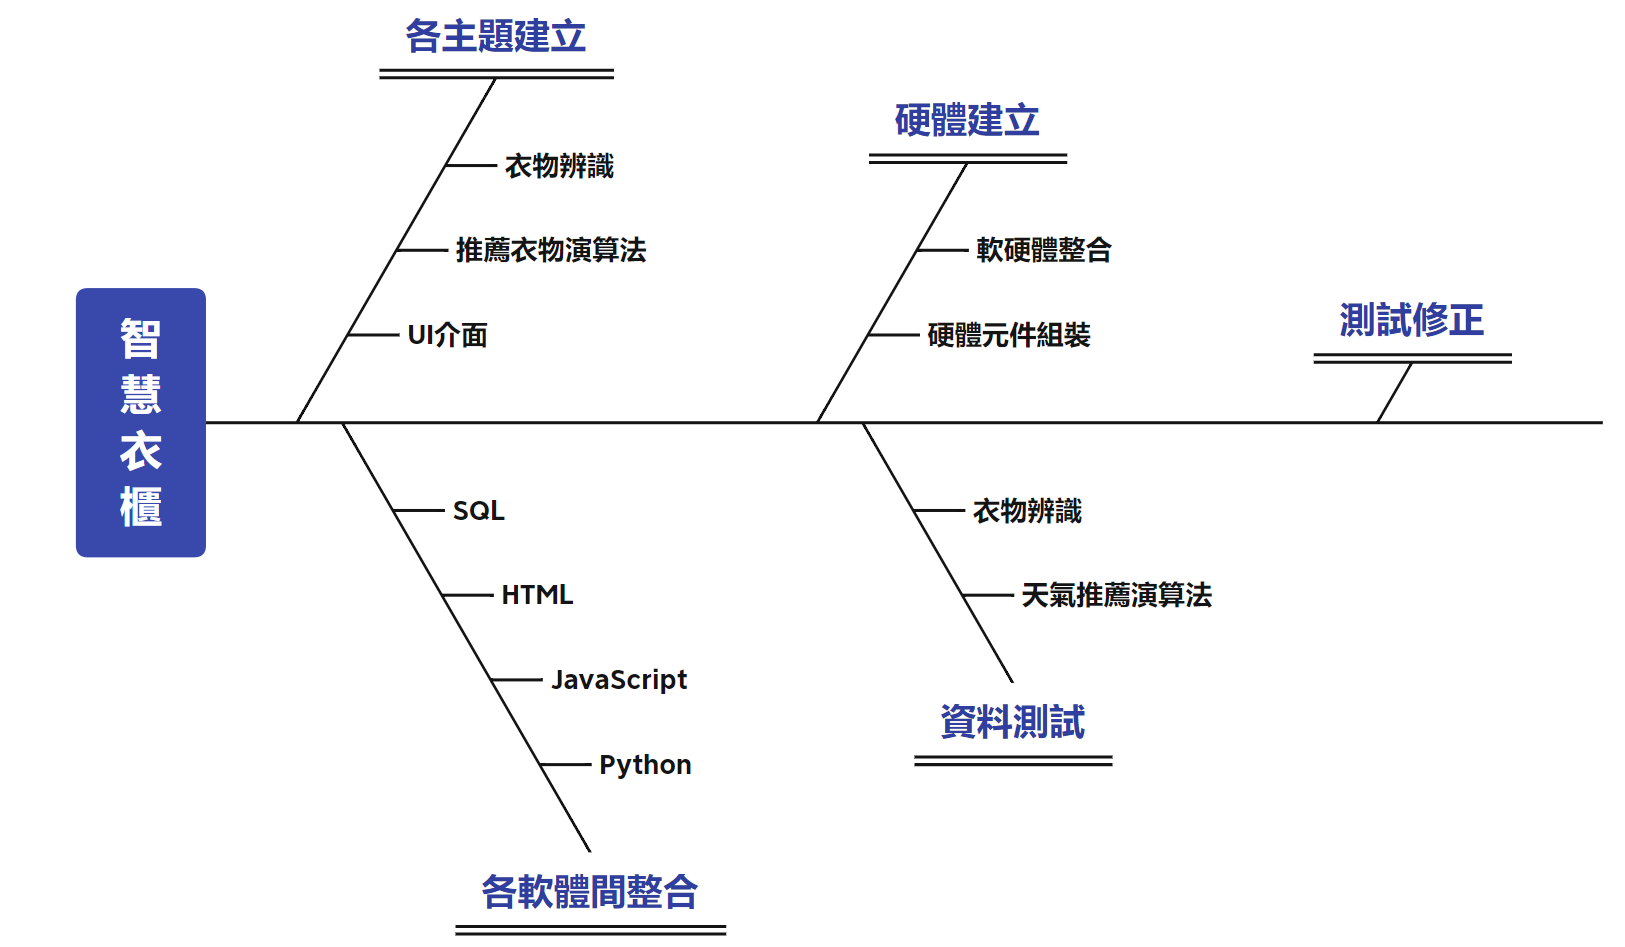 各主題建立
衣物辨識
推薦衣物演算法
UI介面
硬體建立
軟硬體整合
硬體元件組裝
測試修正
智慧衣櫃
SQL
HTML
JavaScript
Python
各軟體間整合
衣物辨識
天氣推薦演算法
資料測試